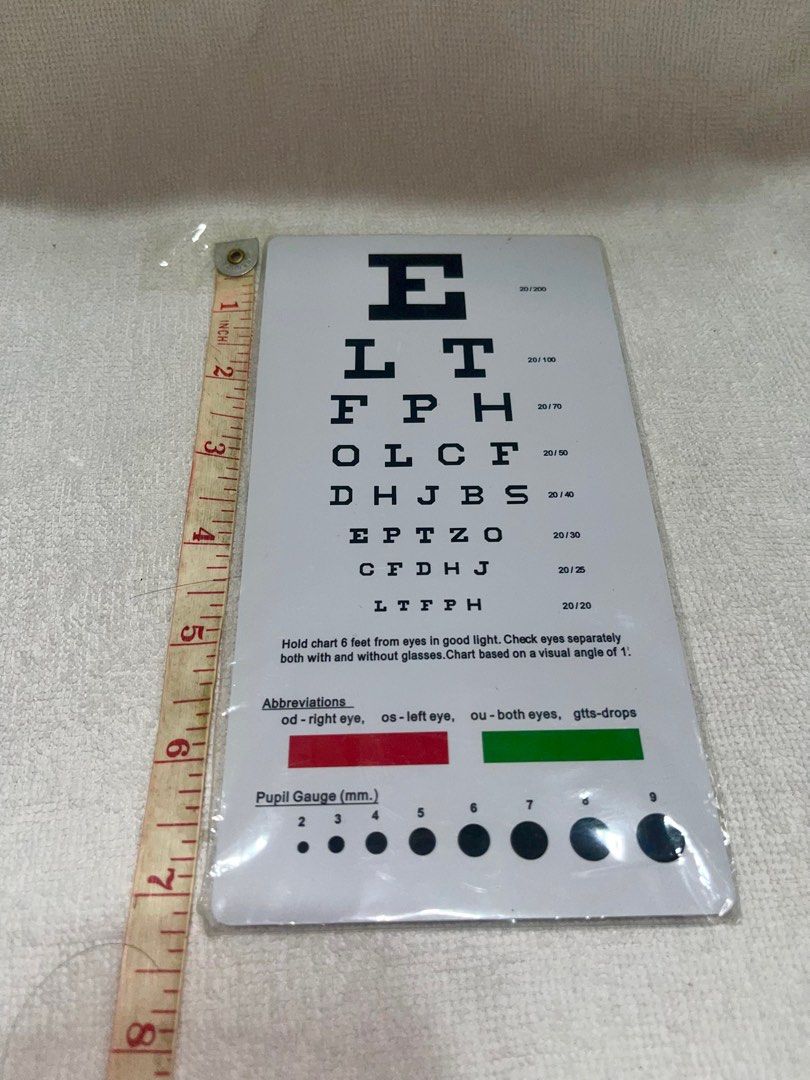 E 20/200
L T 20/100
F P H 20/70
O L C F 20/50
D H J B S 20/40
E P T Z O 20/30
C F D H J 20/25
L T F P H 20/20
Hold chart 6 feet from eyes in good light. Check eyes separately
both with and without glasses.Chart based on a visual angle of 1'.
Abbreviations
od - right eye, os - left eye, ou - both eyes, gtts-drops
Pupil Gauge (mm.)
2 3 4 5 6 7 8 9
1 INCH
2
3
4
5
6
7
8